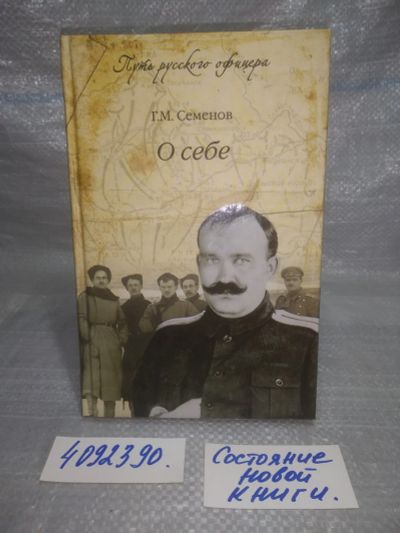 Путь русского офицера
Г.М. Семенов
О себе
4092390.
Состояние
новой
книги.